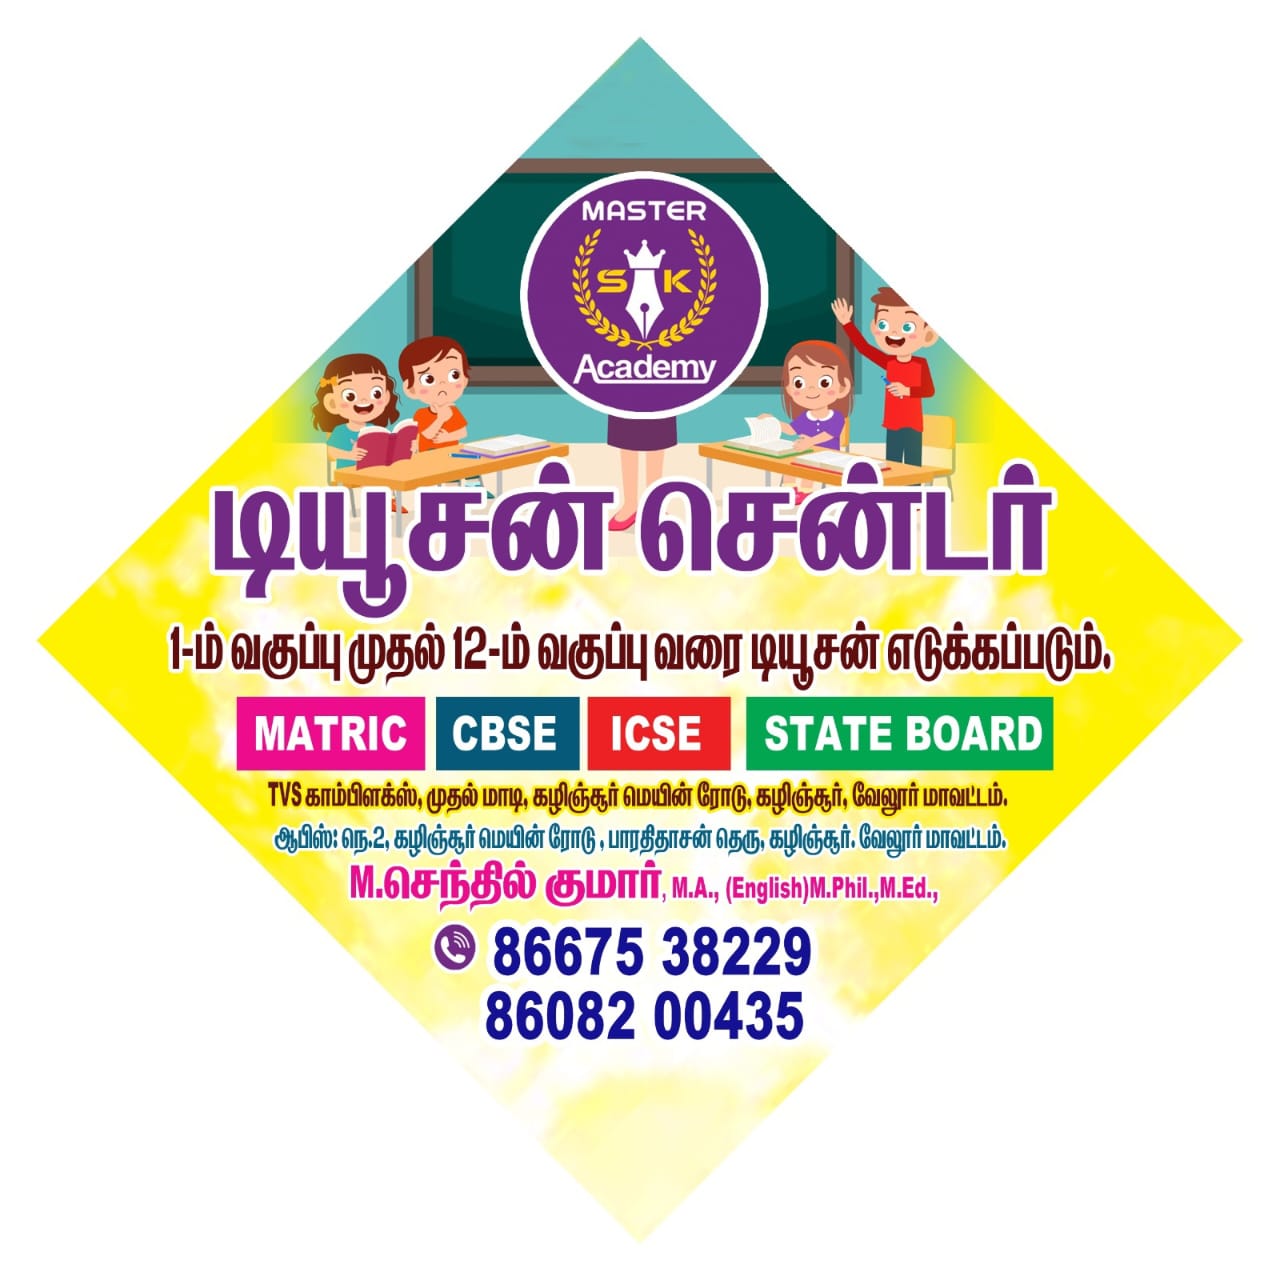 MASTER
S K
Academy
டியூசன் சென்டர்
1-ம் வகுப்பு முதல் 12-ம் வகுப்பு வரை டியூசன் எடுக்கப்படும்.
MATRIC CBSE ICSE STATE BOARD
TVS காம்பிளக்ஸ், முதல் மாடி, கழிஞ்சூர் மெயின் ரோடு, கழிஞ்சூர், வேலூர் மாவட்டம்.
ஆபிஸ்: நெ.2, கழிஞ்சூர் மெயின் ரோடு , பாரதிதாசன் தெரு, கழிஞ்சூர். வேலூர் மாவட்டம்.
M.செந்தில் குமார், M.A., (English)M.Phil.,M.Ed.,
86675 38229
86082 00435